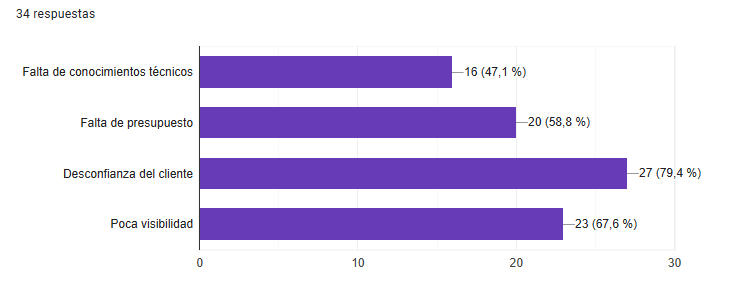 34 respuestas
Falta de conocimientos técnicos 16 (47,1 %)
Falta de presupuesto 20 (58,8 %)
Desconfianza del cliente 27 (79,4 %)
Poca visibilidad 23 (67,6 %)
0 10 20 30